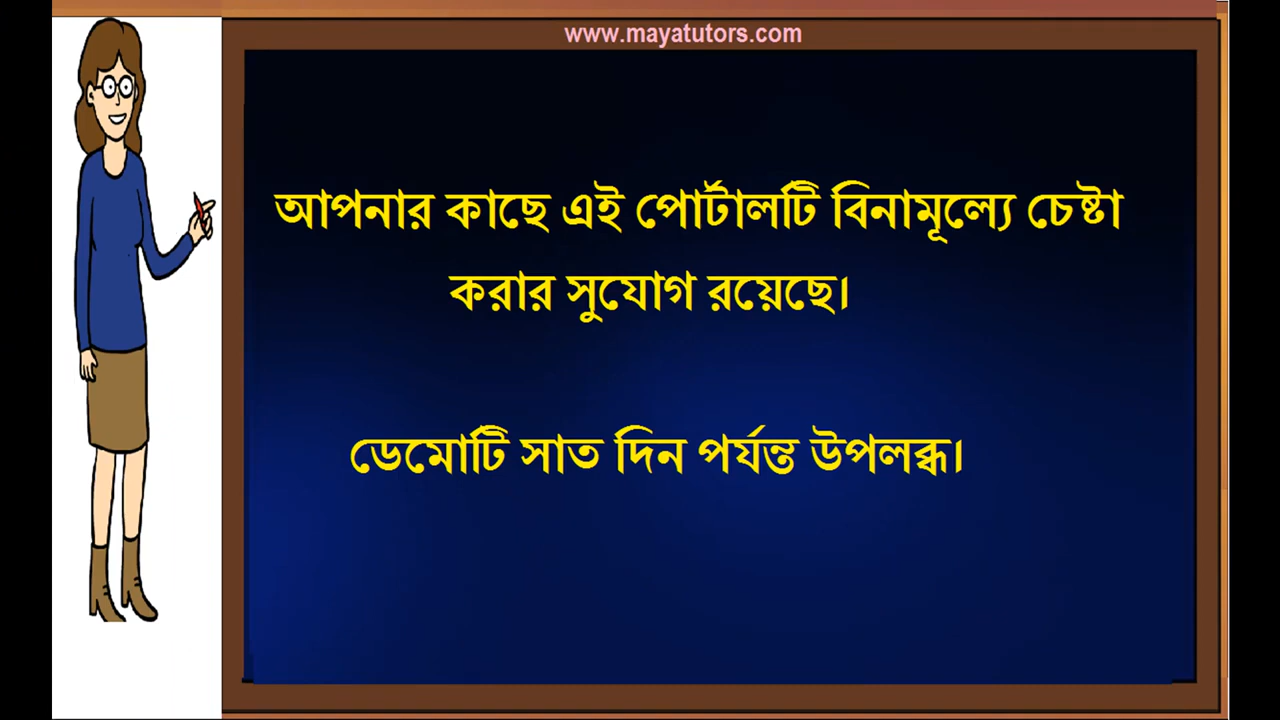 www.mayatutors.com
আপনার কাছে এই পোর্টালটি বিনামূল্যে চেষ্টা
করার সুযোগ রয়েছে।
ডেমোটি সাত দিন পর্যন্ত উপলব্ধ।